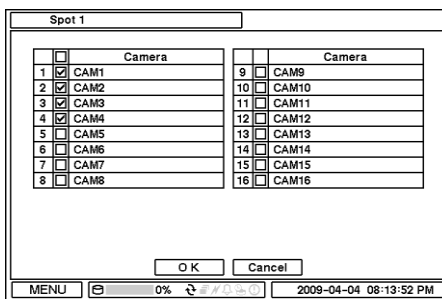 Spot 1
Camera Camera
1 CAM1 9 CAM9
2 CAM2 10 CAM10
3 CAM3 11 CAM11
4 CAM4 12 CAM12
5 CAM5 13 CAM13
6 CAM6 14 CAM14
7 CAM7 15 CAM15
8 CAM8 16 CAM16
OK Cancel
MENU 0% 2009-04-04 08:13:52 PM